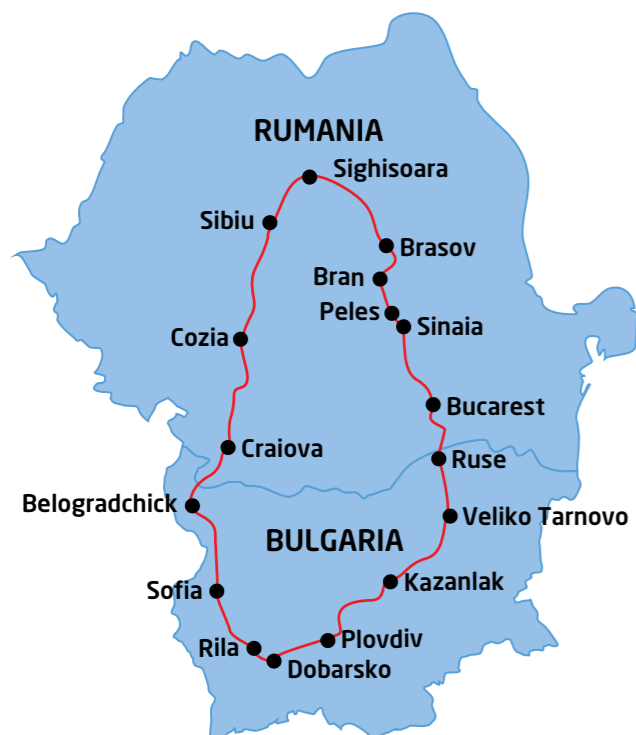 RUMANIA
Sighisoara
Sibiu
Brasov
Bran
Peles
Sinaia
Cozia
Bucarest
Craiova
Ruse
Belogradchick
Veliko Tarnovo
BULGARIA
Kazanlak
Sofia
Plovdiv
Rila
Dobarsko